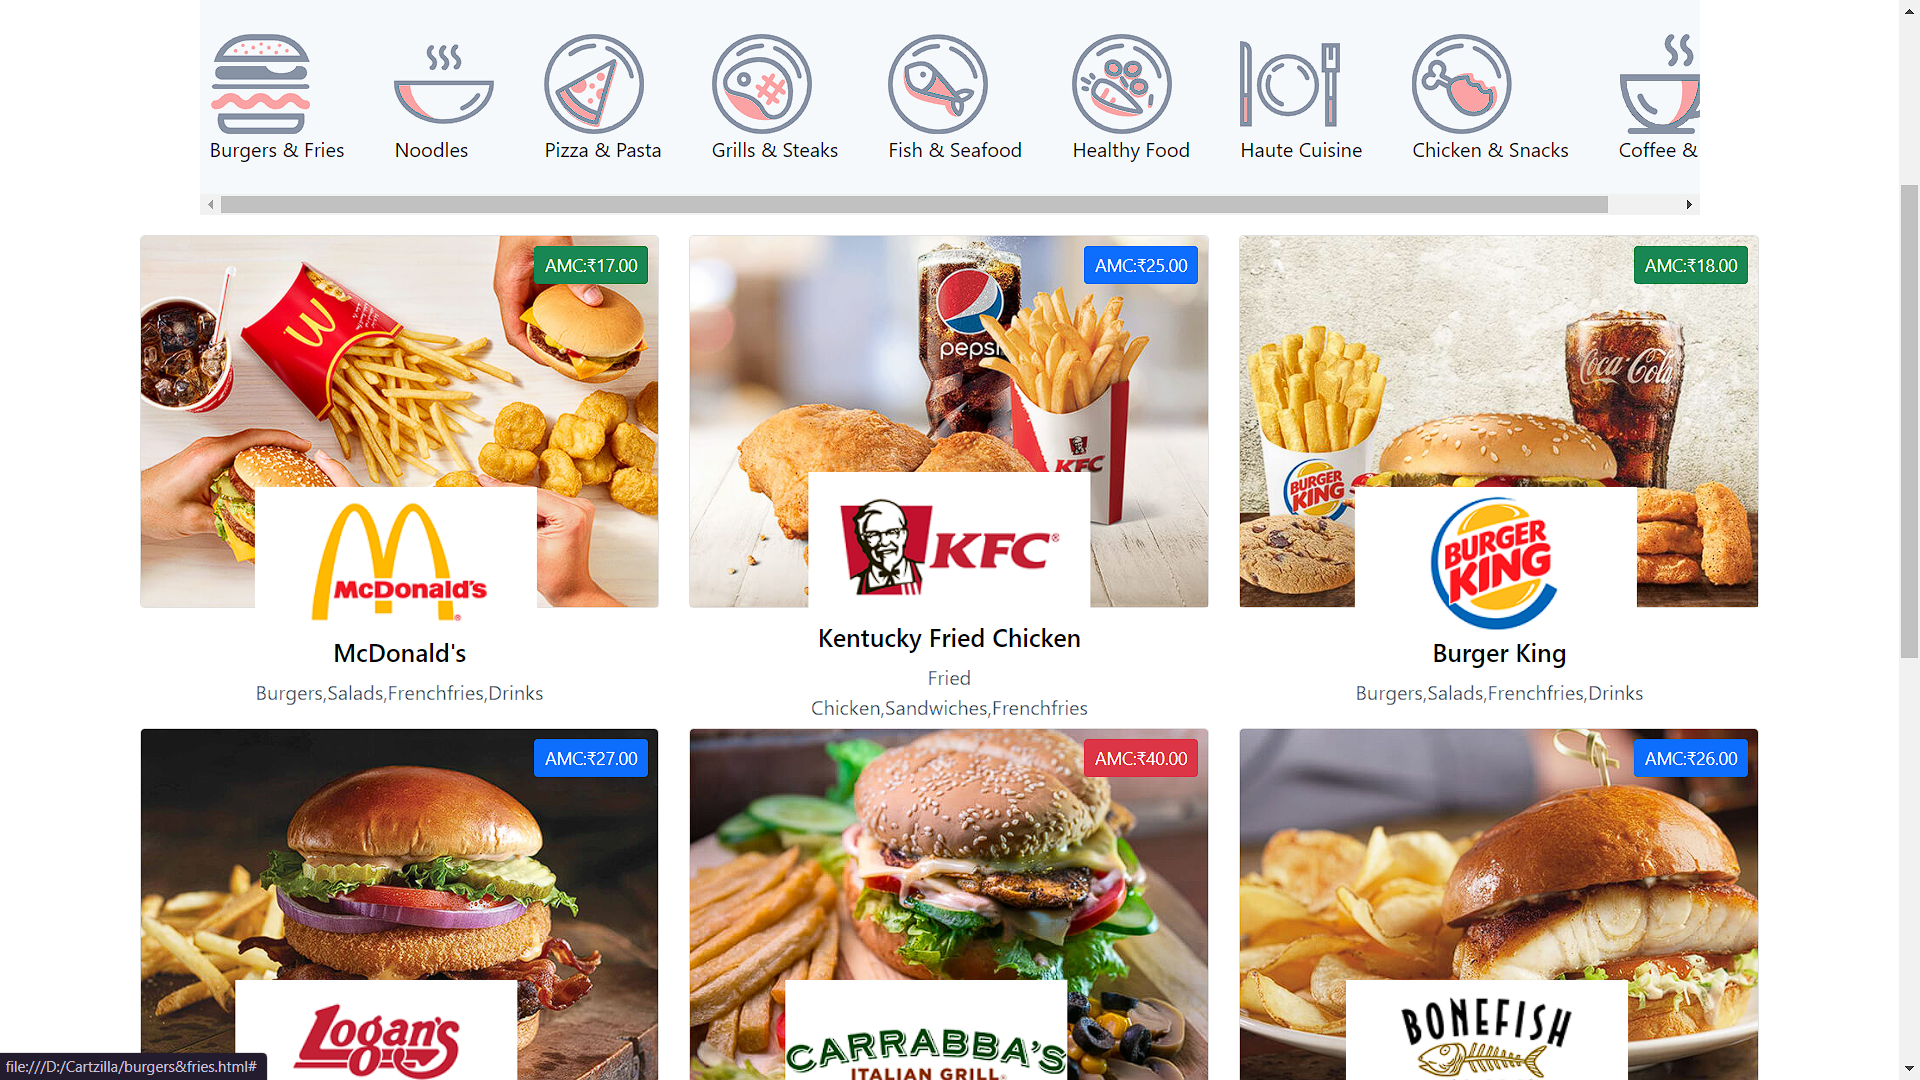 Burgers & Fries
Noodles
Pizza & Pasta
Grills & Steaks
Fish & Seafood
Healthy Food
Haute Cuisine
Chicken & Snacks
Coffee &
AMC:₹17.00
AMC:₹25.00
AMC:₹18.00
pepsi
Coca-Cola
KFC
BURGER
KING
McDonald's
KFC
BURGER
KING
McDonald's
Kentucky Fried Chicken
Burger King
Burgers,Salads,Frenchfries,Drinks
Fried
Chicken,Sandwiches,Frenchfries
Burgers,Salads,Frenchfries,Drinks
AMC:₹27.00
AMC:₹40.00
AMC:₹26.00
Logan's
CARRABBA'S
ITALIAN GRILL
BONEFISH
file:///D:/Cartzilla/burgers&fries.html#